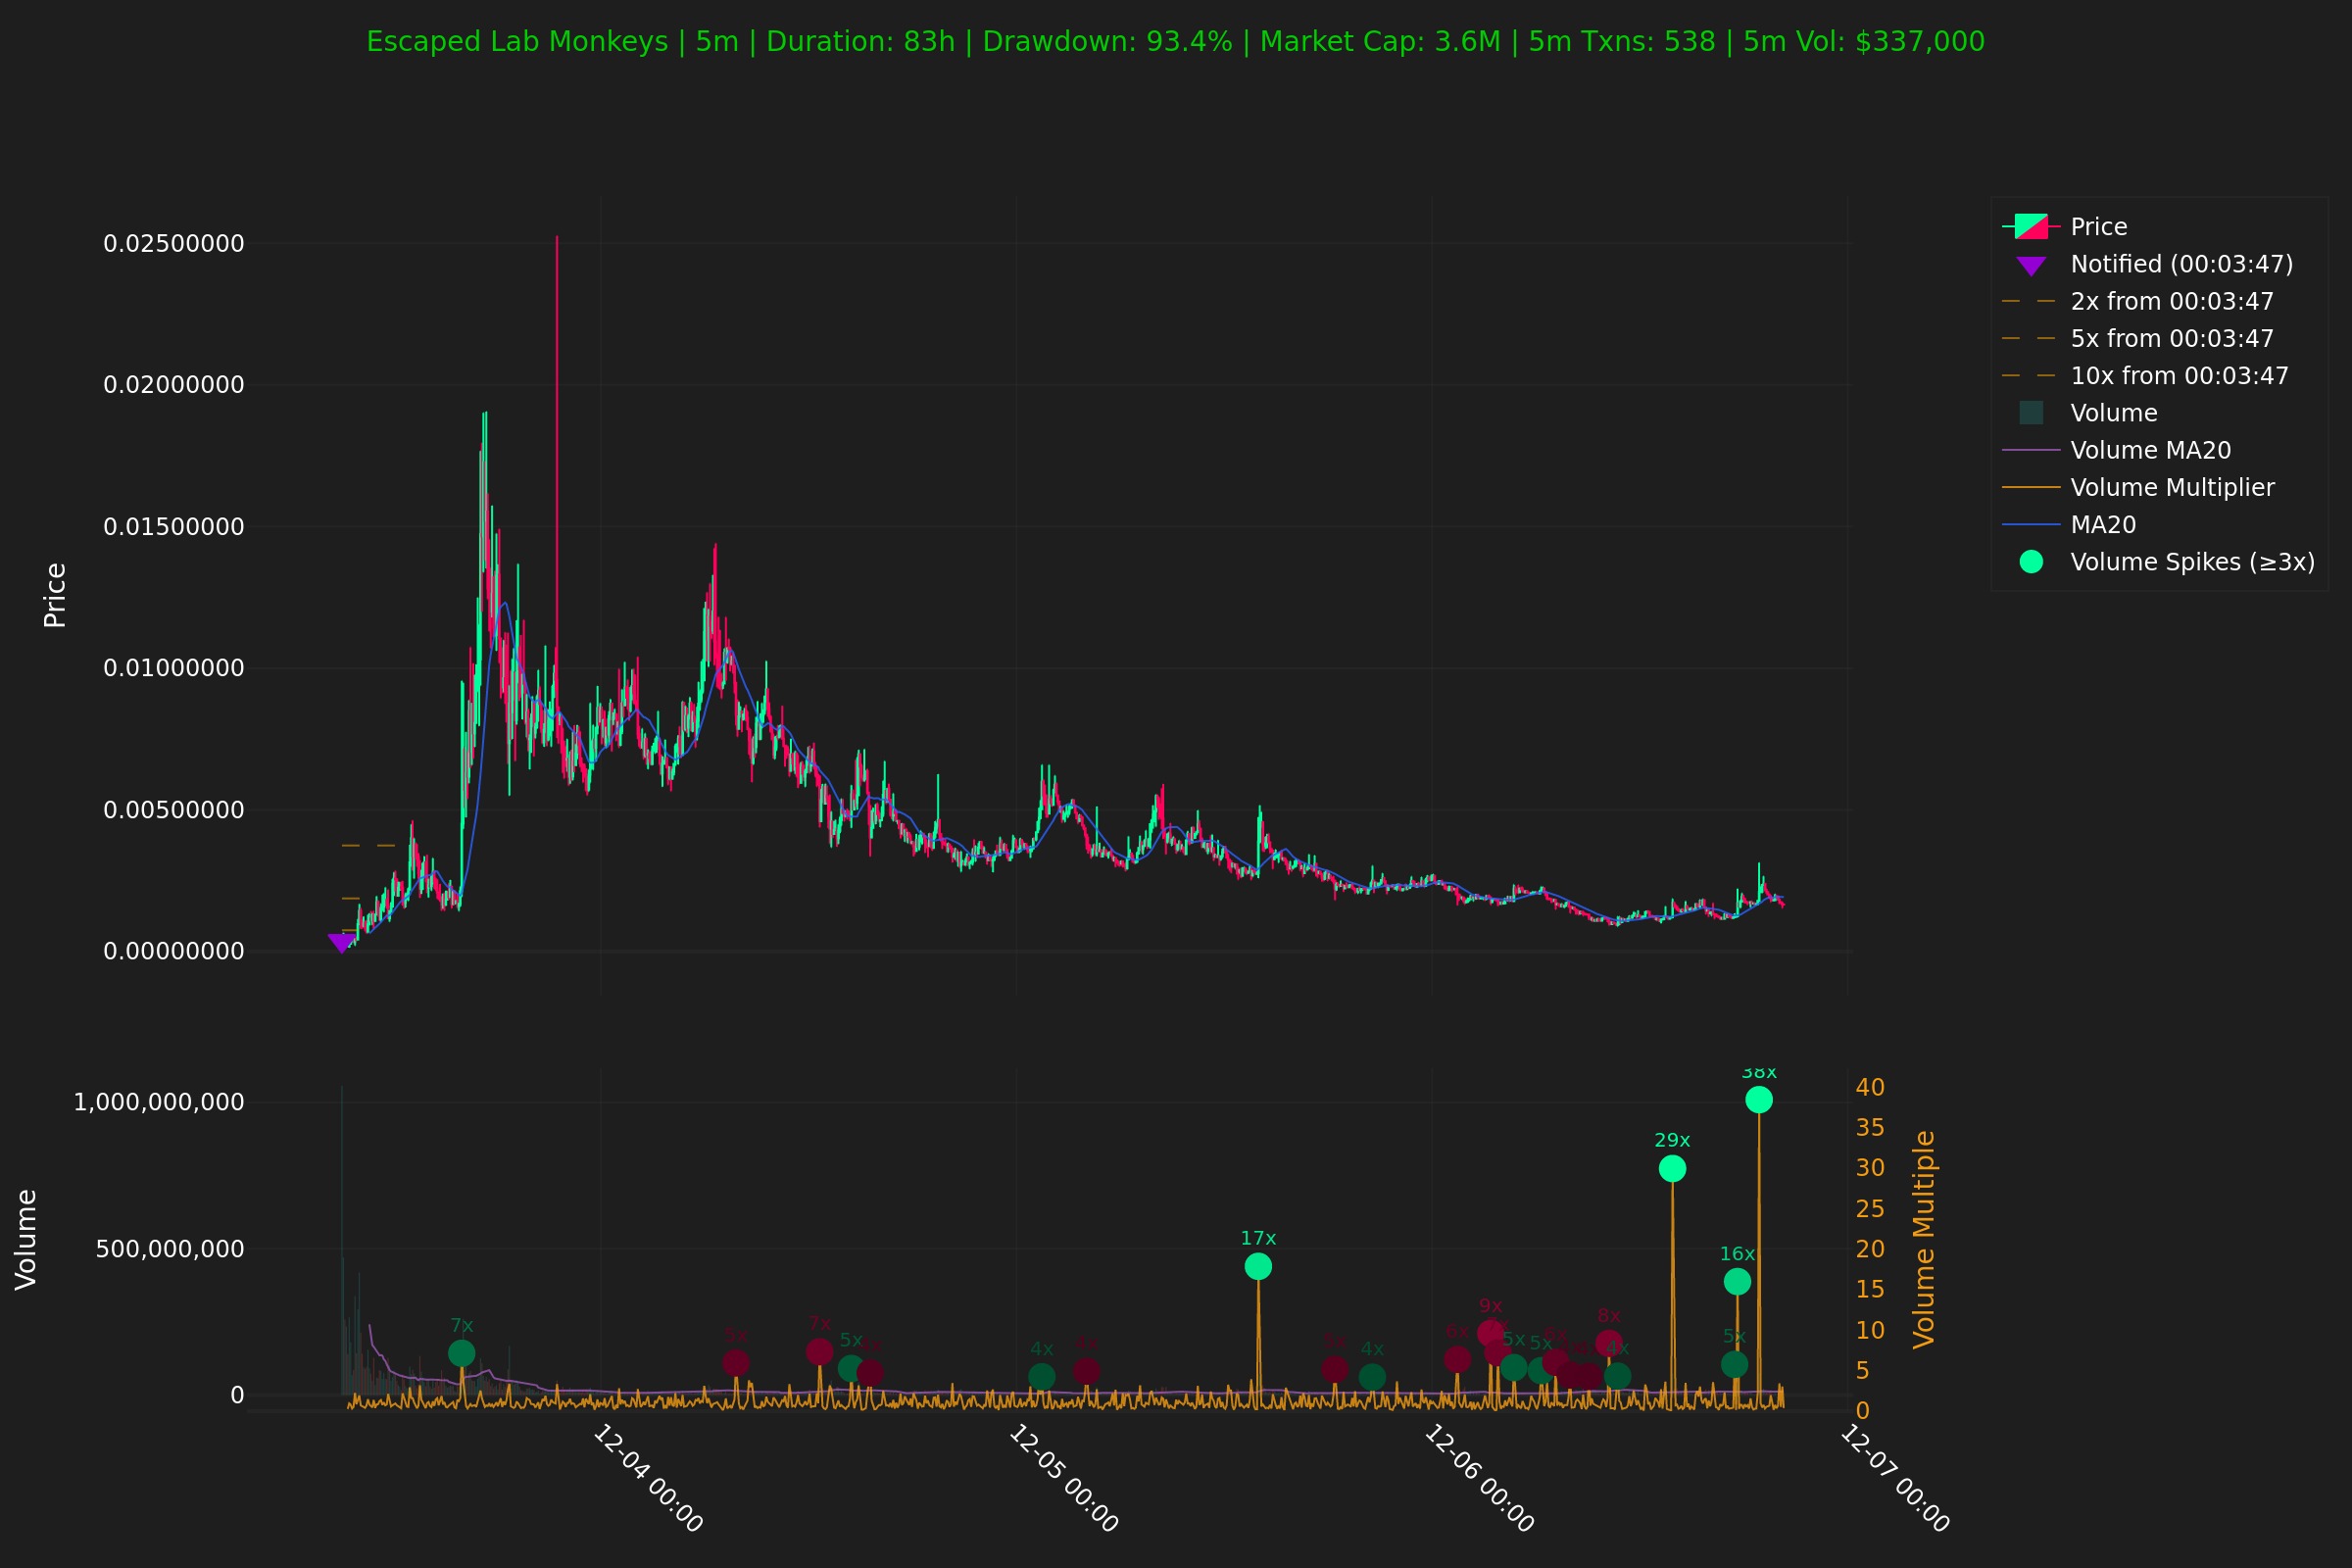 Escaped Lab Monkeys | 5m | Duration: 83h | Drawdown: 93.4% | Market Cap: 3.6M | 5m Txns: 538 | 5m Vol: $337,000
Price
0.02500000
0.02000000
0.01500000
0.01000000
0.00500000
0.00000000
Price
Notified (00:03:47)
2x from 00:03:47
5x from 00:03:47
10x from 00:03:47
Volume
Volume MA20
Volume Multiplier
MA20
Volume Spikes (≥3x)
Volume
1,000,000,000
500,000,000
0
7x
5x
7x
5x
4x
4x
17x
5x
4x
6x
9x
5x
5x
8x
4x
29x
5x
16x
38x
40
35
30
25
20
15
10
5
0
Volume Multiple
12-04 00:00
12-05 00:00
12-06 00:00
12-07 00:00